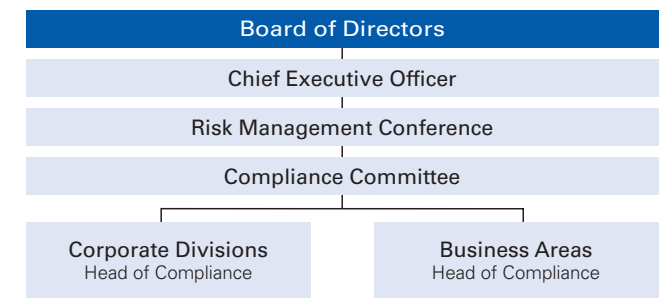 Board of Directors
Chief Executive Officer
Risk Management Conference
Compliance Committee
Corporate Divisions
Head of Compliance
Business Areas
Head of Compliance